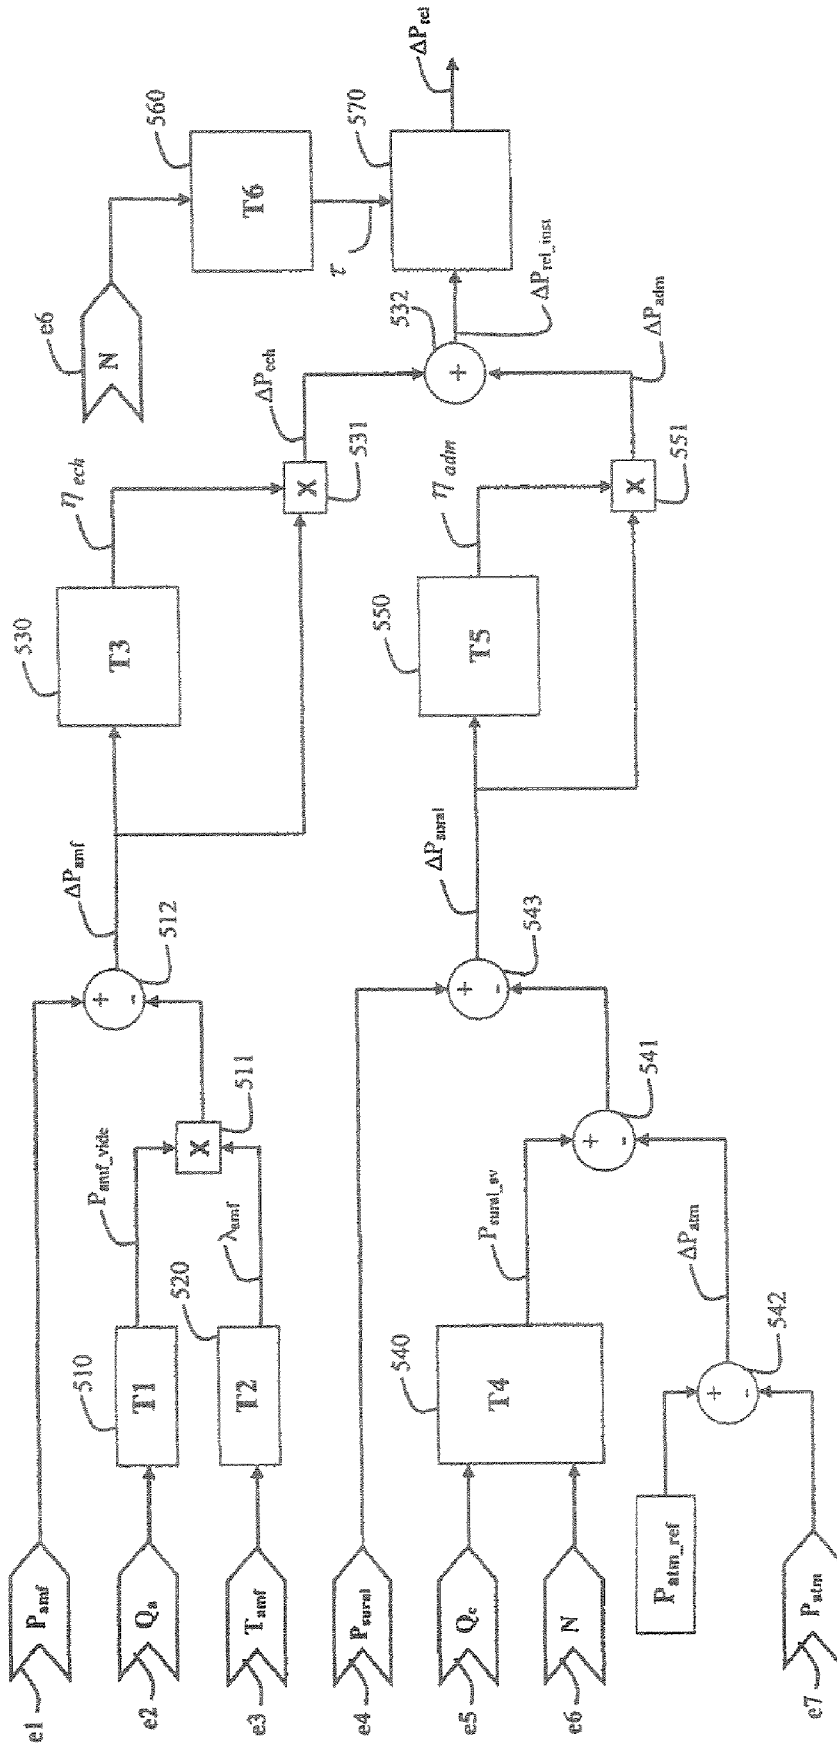 e1
P_amf
e2
Q_a
510
T1
P_amf_vide
e3
T_amf
520
T2
λ_amf
X
511
+
-
512
ΔP_amf
530
T3
η_ech
X
531
ΔP_ech
e4
P_sural
e5
Q_c
e6
N
540
T4
P_sural_sv
P_atm_ref
e7
P_atm
+
-
542
ΔP_atm
+
-
541
+
-
543
ΔP_sural
550
T5
η_adm
X
551
ΔP_adm
+
532
ΔP_rel_inst
e6
N
560
T6
τ
570
ΔP_rel